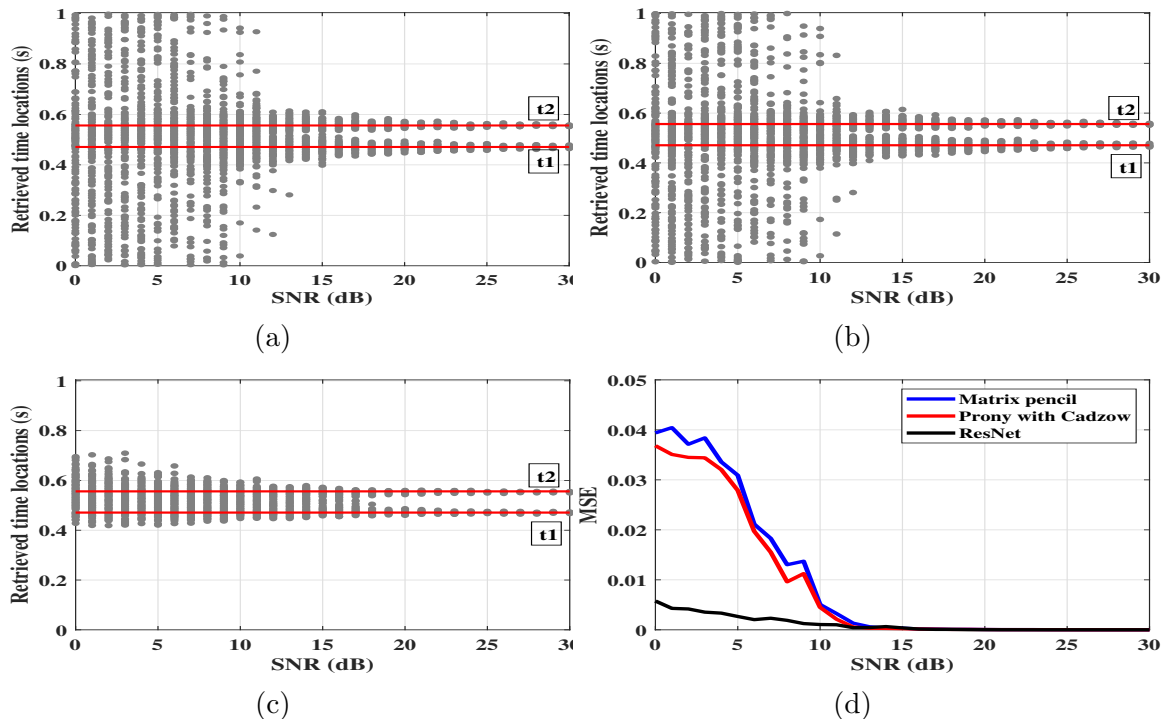 1
0.8
0.6
0.4
0.2
0
Retrieved time locations (s)
t2
t1
0 5 10 15 20 25 30
SNR (dB)
(a)
1
0.8
0.6
0.4
0.2
0
Retrieved time locations (s)
t2
t1
0 5 10 15 20 25 30
SNR (dB)
(b)
1
0.8
0.6
0.4
0.2
0
Retrieved time locations (s)
t2
t1
0 5 10 15 20 25 30
SNR (dB)
(c)
0.05
0.04
0.03
0.02
0.01
0
MSE
Matrix pencil
Prony with Cadzow
ResNet
0 5 10 15 20 25 30
SNR (dB)
(d)